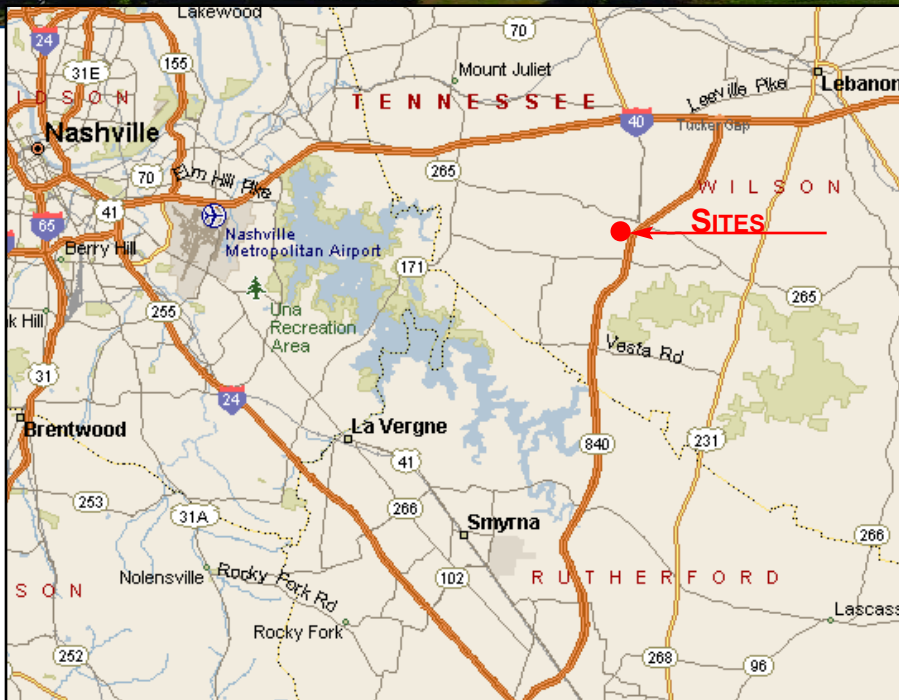 Lakewood
24
70
31E
155
Mount Juliet
Leeville Pike
Lebanon
IDSON
TENNESSEE
40
Tucker Gap
Nashville
70
Elm Hill Pike
265
WILSON
41
65
Nashville
Metropolitan Airport
SITES
Berry Hill
171
Una
Recreation
Area
265
255
k Hill
Vesta Rd
31
24
Brentwood
La Vergne
840
231
41
253
266
31A
Smyrna
266
Nolensville
Rocky Fork Rd
102
RUTHERFORD
SON
Lascass
Rocky Fork
252
268
96